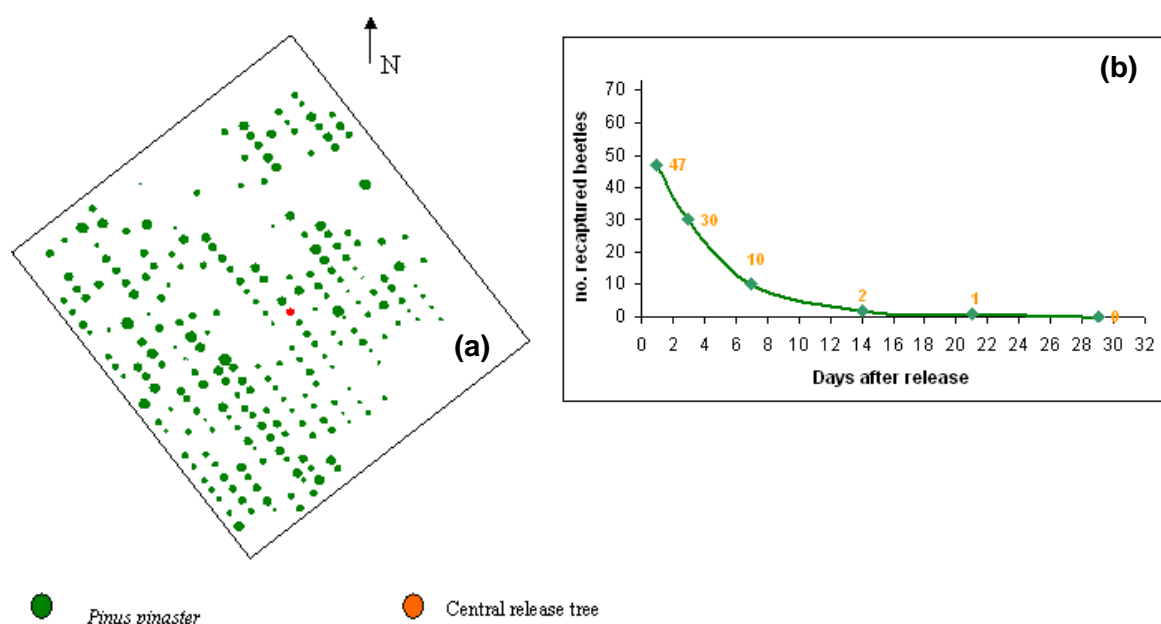 N
(a)
Pinus pinaster
Central release tree
(b)
no. recaptured beetles
70
60
50
40
30
20
10
0
47
30
10
2
1
0
0 2 4 6 8 10 12 14 16 18 20 22 24 26 28 30 32
Days after release